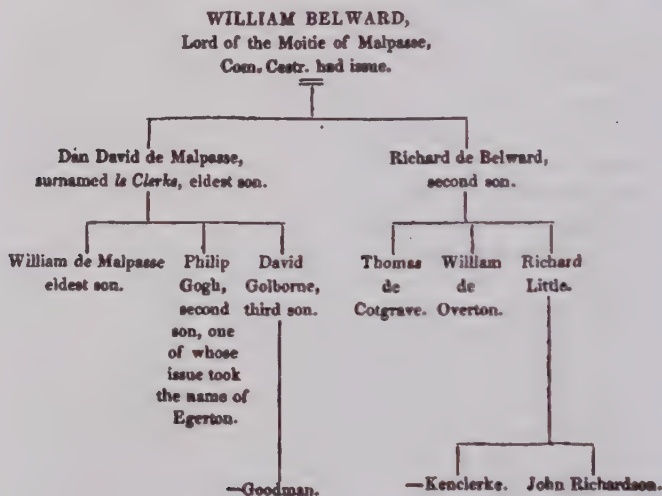 WILLIAM BELWARD,
Lord of the Moitie of Malpasse,
Com. Cestr. had issue.
Dan David de Malpasse,
surnamed le Clerke, eldest son.
Richard de Belward,
second son.
William de Malpasse
eldest son.
Philip
Gogh,
second
son, one
of whose
issue took
the name of
Egerton.
David
Golborne,
third son.
Thomas
de
Cotgrave.
William
de
Overton.
Richard
Little.
—Goodman.
—Kenclerke.
John Richardson.